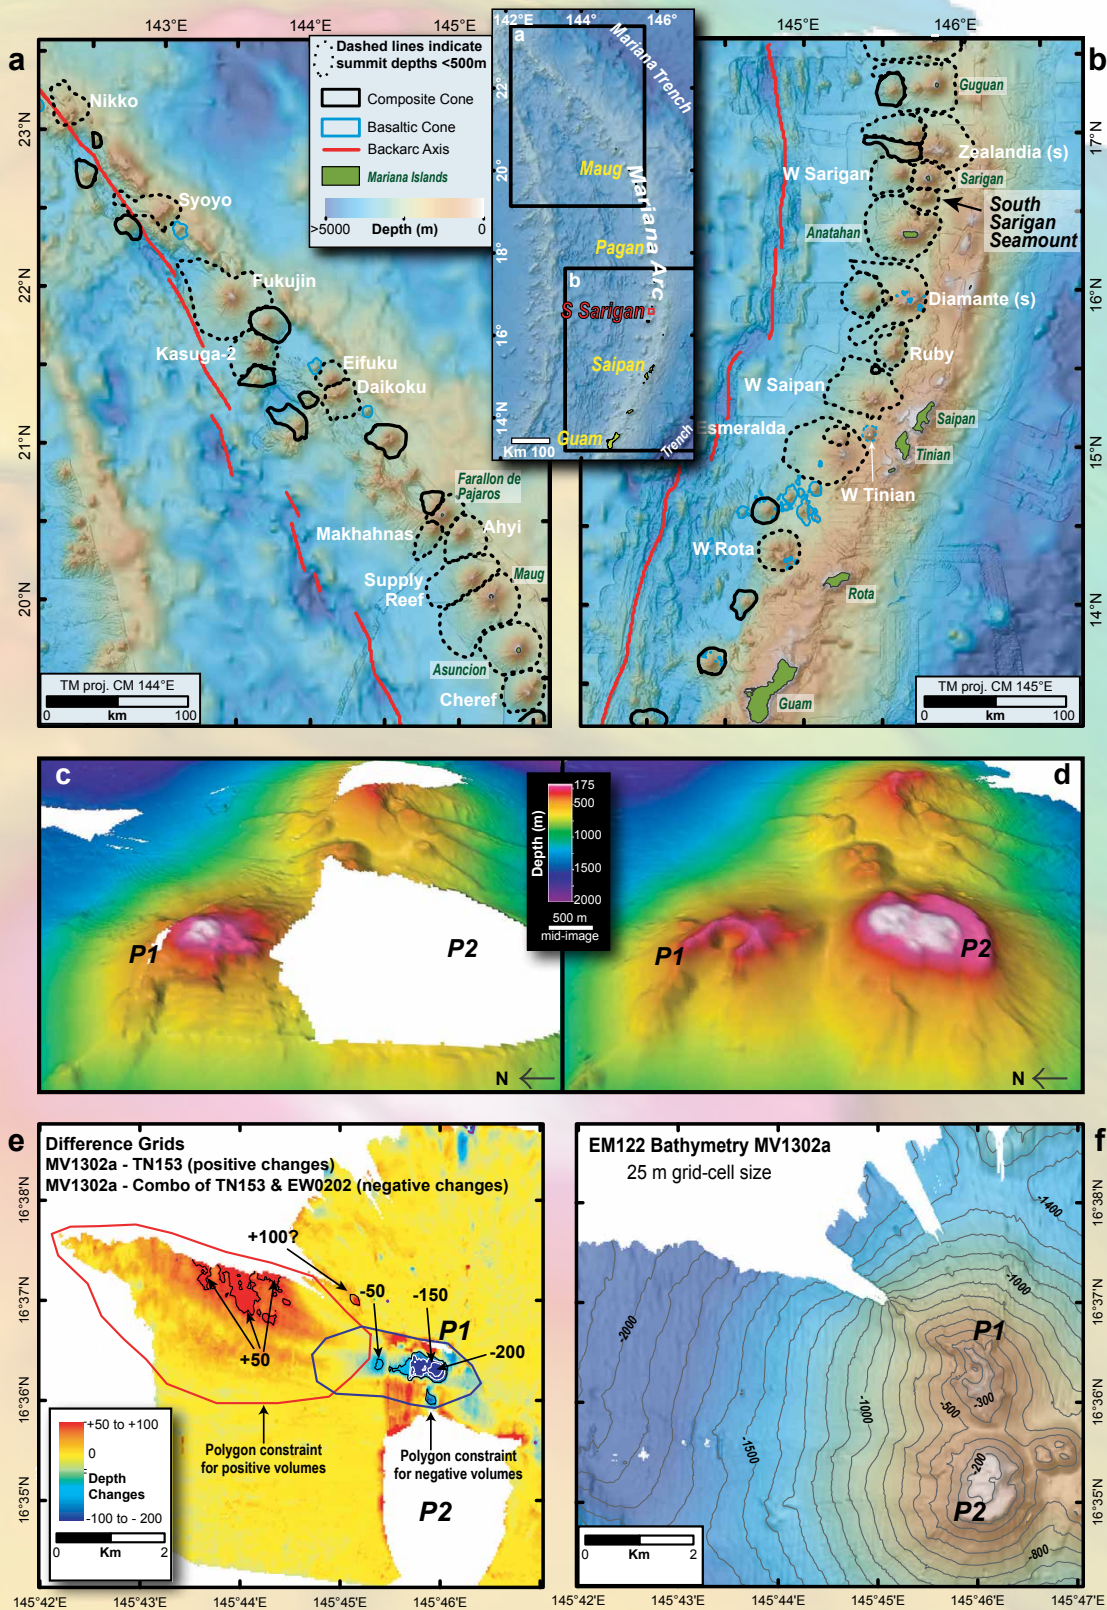 a
143°E
144°E
145°E
23°N
22°N
21°N
20°N
Nikko
Syoyo
Fukujin
Kasuga-2
Eifuku
Daikoku
Farallon de
Pajaros
Makhahnas
Ahyi
Supply
Reef
Maug
Asuncion
Cheref
TM proj. CM 144°E
0 km 100
Dashed lines indicate
summit depths <500m
Composite Cone
Basaltic Cone
Backarc Axis
Mariana Islands
>5000 Depth (m) 0
142°E
144°E
146°E
a
Mariana Trench
22°
20°
18°
16°
14°N
Maug
Mariana Arc
Pagan
b
S Sarigan
Saipan
Guam
Km 100
Trench
b
145°E
146°E
17°N
16°N
15°N
14°N
Guguan
Zealandia (s)
W Sarigan
Sarigan
South
Sarigan
Seamount
Anatahan
Diamante (s)
Ruby
W Saipan
Saipan
Esmeralda
Tinian
W Tinian
W Rota
Rota
Guam
TM proj. CM 145°E
0 km 100
c
P1
P2
N
175
500
1000
1500
2000
Depth (m)
500 m
mid-image
d
P1
P2
N
e
Difference Grids
MV1302a - TN153 (positive changes)
MV1302a - Combo of TN153 & EW0202 (negative changes)
16°38'N
16°37'N
16°36'N
16°35'N
+100?
-50
-150
P1
-200
+50
Polygon constraint
for positive volumes
Polygon constraint
for negative volumes
P2
+50 to +100
0
Depth
Changes
-100 to - 200
0 Km 2
145°42'E
145°43'E
145°44'E
145°45'E
145°46'E
f
EM122 Bathymetry MV1302a
25 m grid-cell size
16°38'N
16°37'N
16°36'N
16°35'N
-1400
-1000
-2000
P1
-300
-500
-1000
-1500
-200
P2
-800
0 Km 2
145°42'E
145°43'E
145°44'E
145°45'E
145°46'E
145°47'E